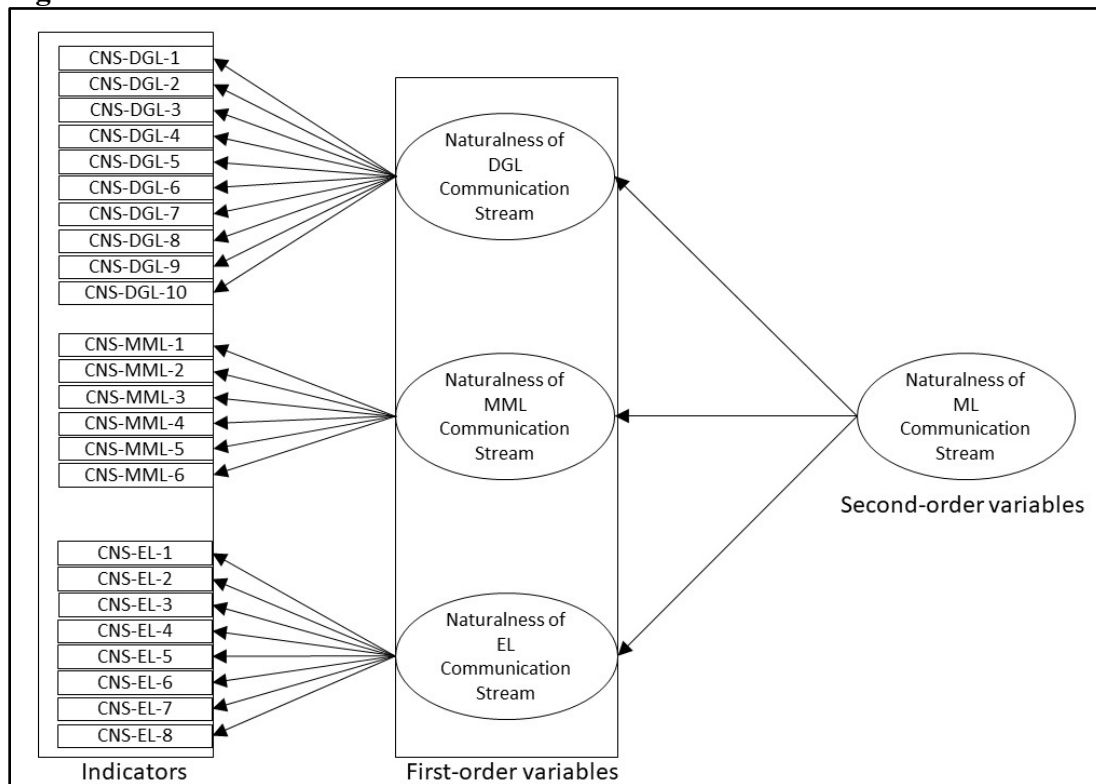 CNS-DGL-1
CNS-DGL-2
CNS-DGL-3
CNS-DGL-4
CNS-DGL-5
CNS-DGL-6
CNS-DGL-7
CNS-DGL-8
CNS-DGL-9
CNS-DGL-10
CNS-MML-1
CNS-MML-2
CNS-MML-3
CNS-MML-4
CNS-MML-5
CNS-MML-6
CNS-EL-1
CNS-EL-2
CNS-EL-3
CNS-EL-4
CNS-EL-5
CNS-EL-6
CNS-EL-7
CNS-EL-8
Indicators
Naturalness of
DGL
Communication
Stream
Naturalness of
MML
Communication
Stream
Naturalness of
EL
Communication
Stream
First-order variables
Naturalness of
ML
Communication
Stream
Second-order variables